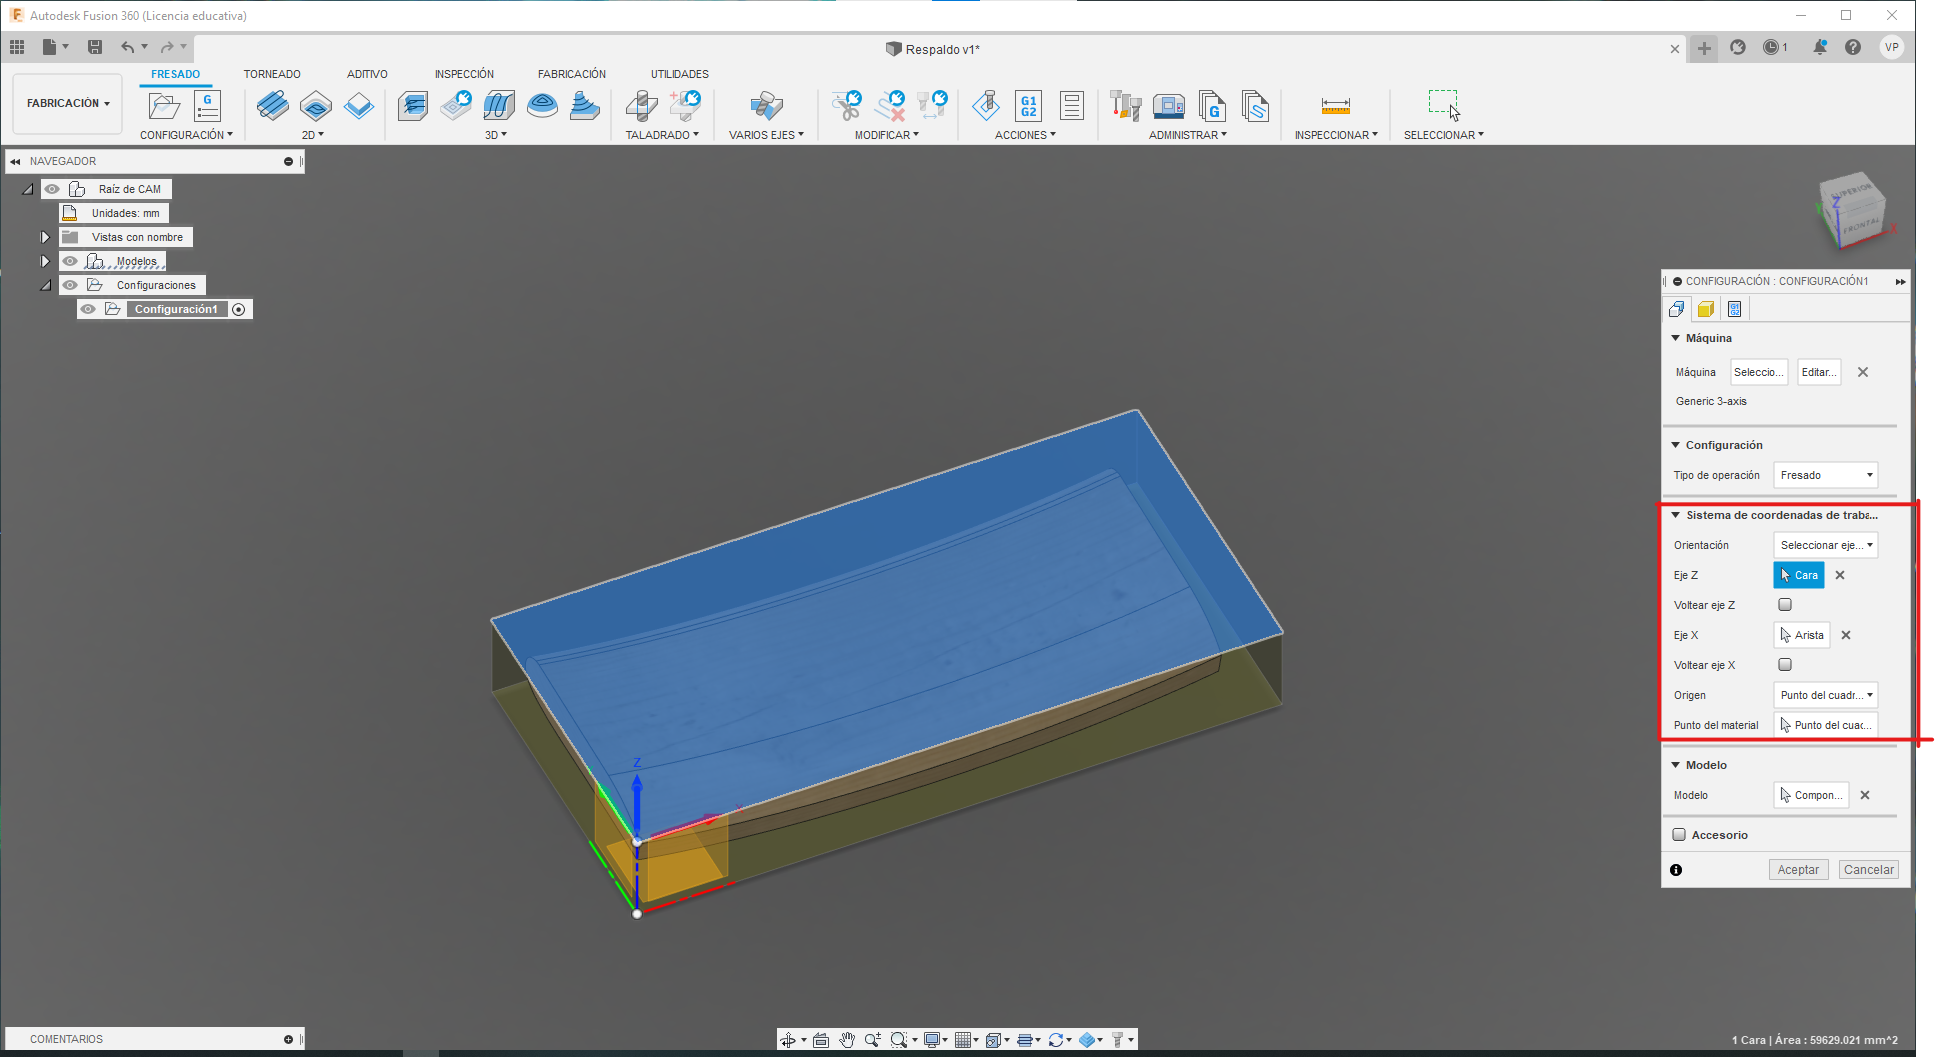 Autodesk Fusion 360 (Licencia educativa)
Respaldo v1*
1
VP
FABRICACIÓN
FRESADO
TORNEADO
ADITIVO
INSPECCIÓN
FABRICACIÓN
UTILIDADES
G
G1
G2
G
CONFIGURACIÓN
2D
3D
TALADRADO
VARIOS EJES
MODIFICAR
ACCIONES
ADMINISTRAR
INSPECCIONAR
SELECCIONAR
NAVEGADOR
Raíz de CAM
Unidades: mm
Vistas con nombre
Modelos
Configuraciones
Configuración1
SUPERIOR
FRONTAL
Z
Y
X
CONFIGURACIÓN : CONFIGURACIÓN1
G1
G2
Máquina
Máquina
Seleccio...
Editar...
Generic 3-axis
Configuración
Tipo de operación
Fresado
Sistema de coordenadas de traba...
Orientación
Seleccionar eje...
Eje Z
Cara
Voltear eje Z
Eje X
Arista
Voltear eje X
Origen
Punto del cuadr...
Punto del material
Punto del cuad...
Modelo
Modelo
Compon...
Accesorio
Aceptar
Cancelar
Z
X
COMENTARIOS
1 Cara | Área : 59629.021 mm^2